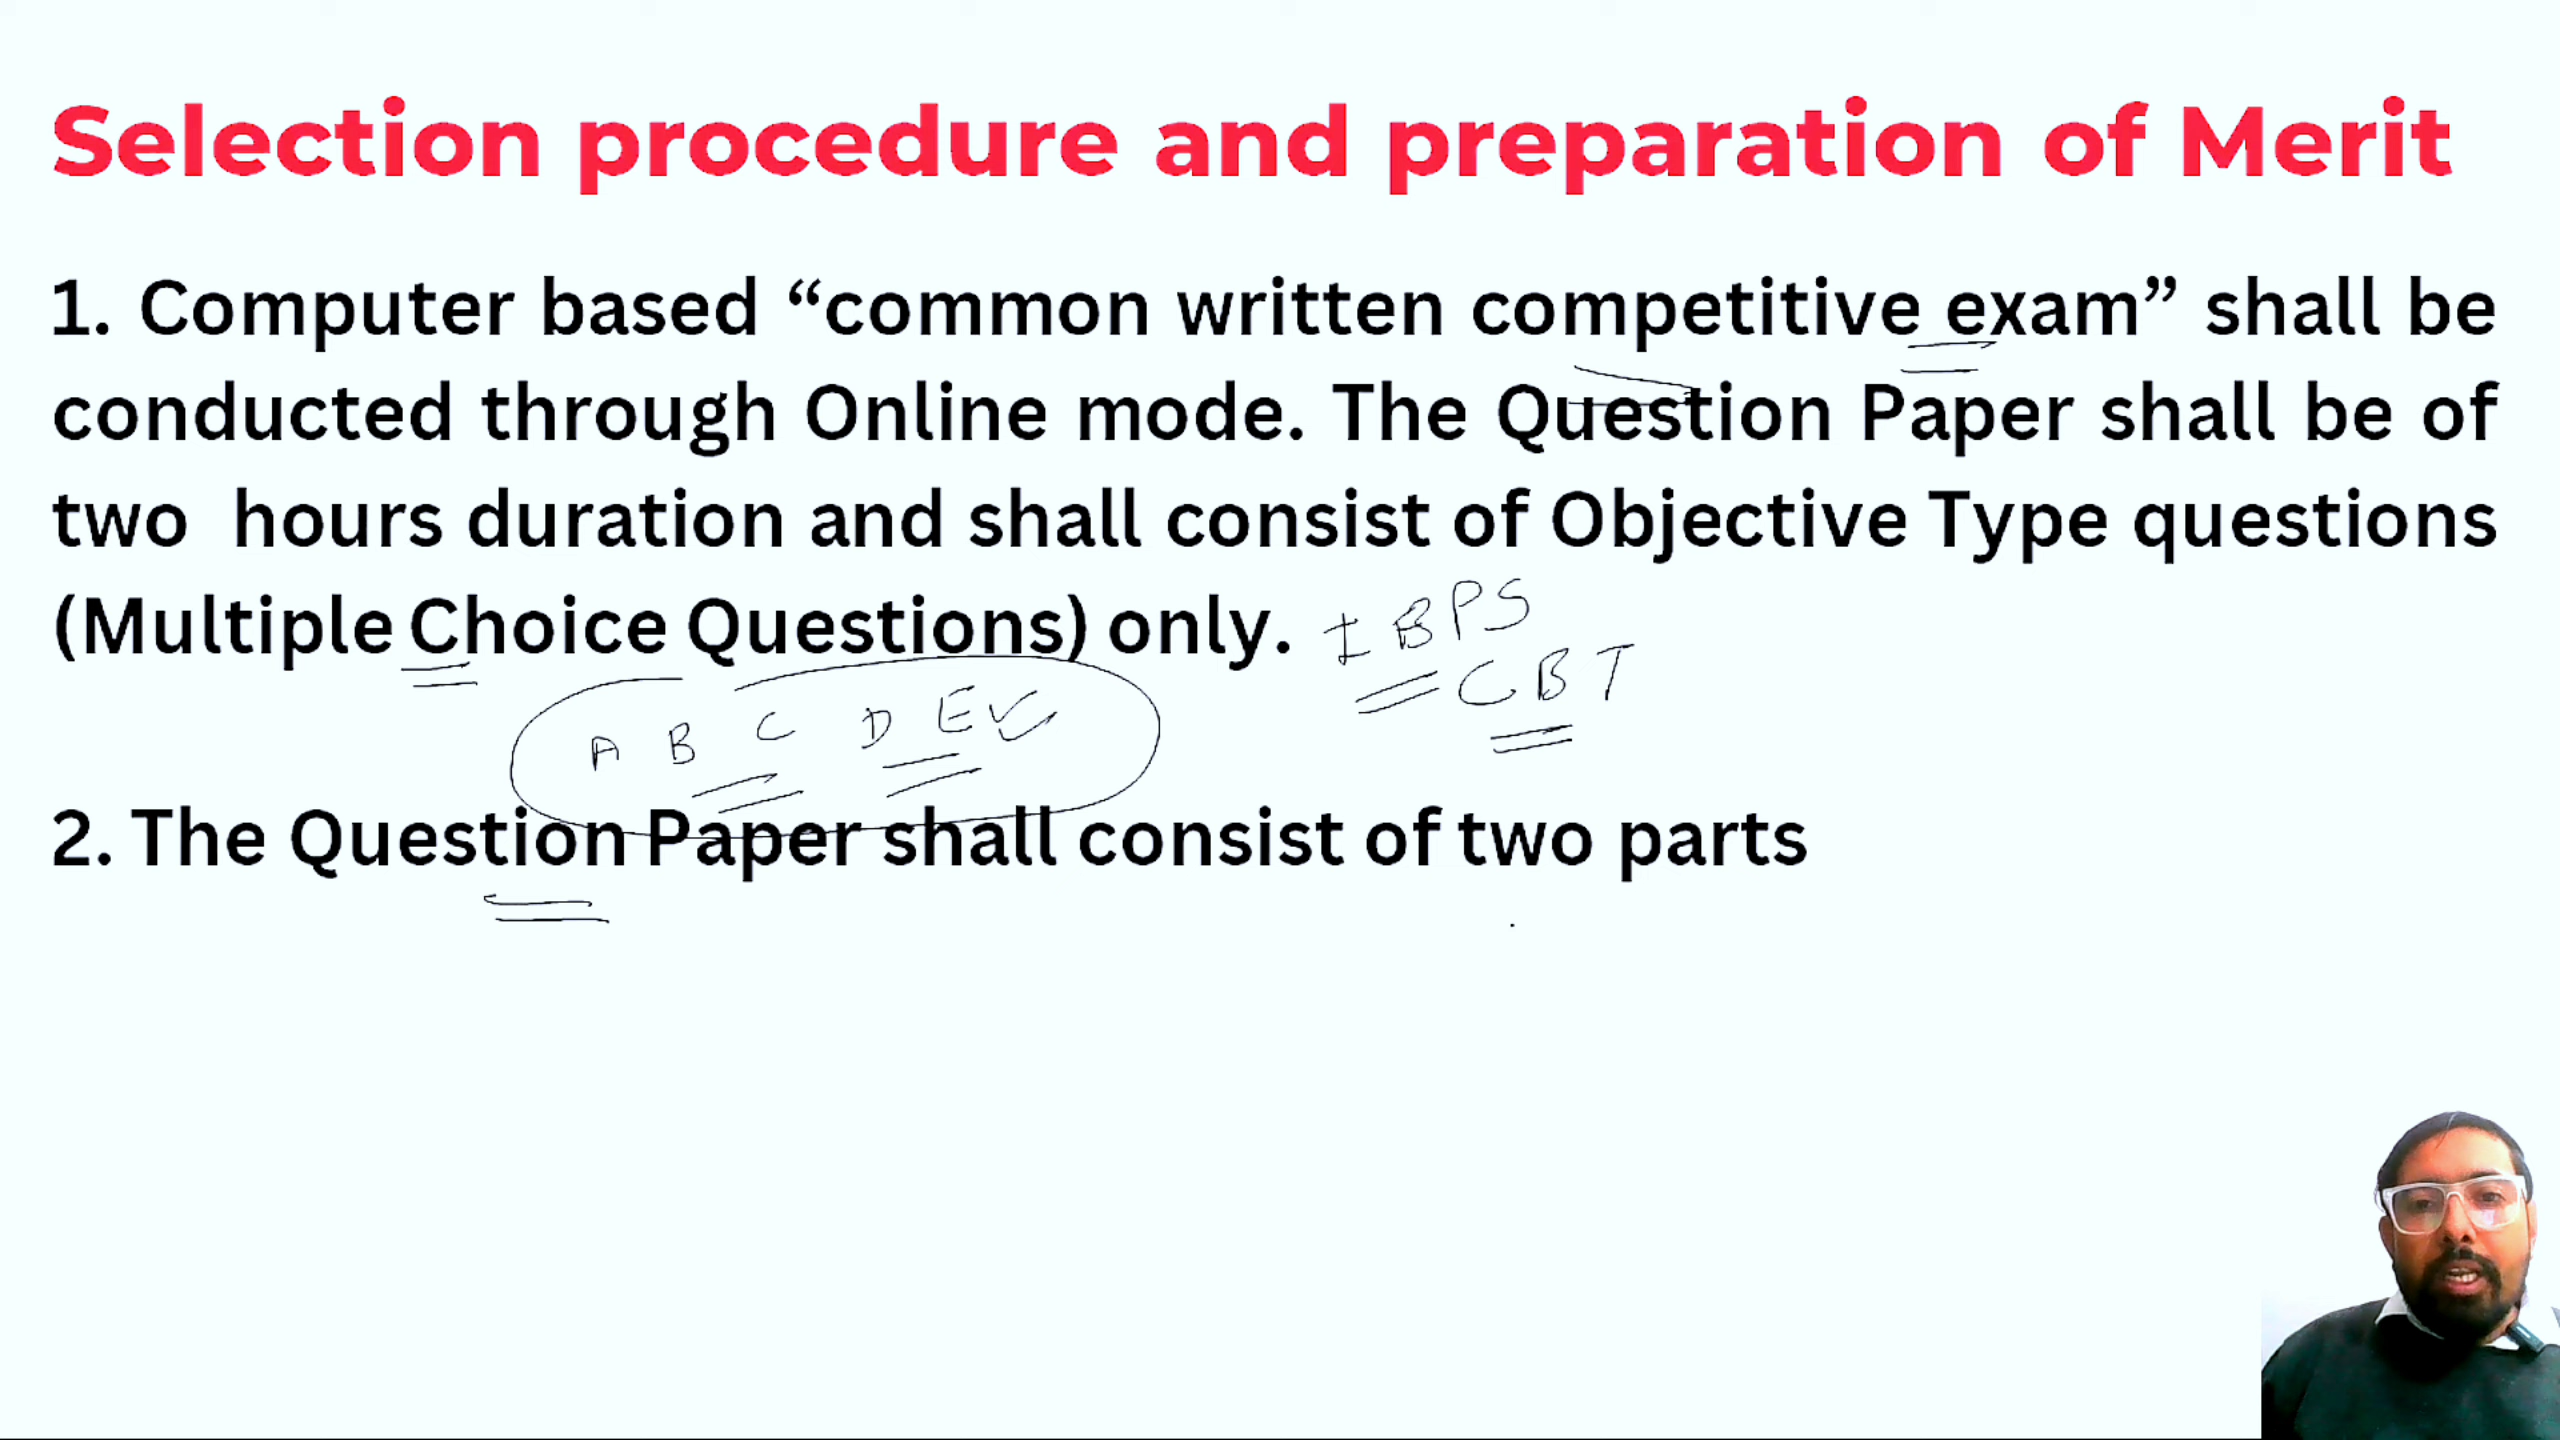 Selection procedure and preparation of Merit
1. Computer based “common written competitive exam” shall be
conducted through Online mode. The Question Paper shall be of
two hours duration and shall consist of Objective Type questions
(Multiple Choice Questions) only. IBPS
CBT
A B C D E
2. The Question Paper shall consist of two parts